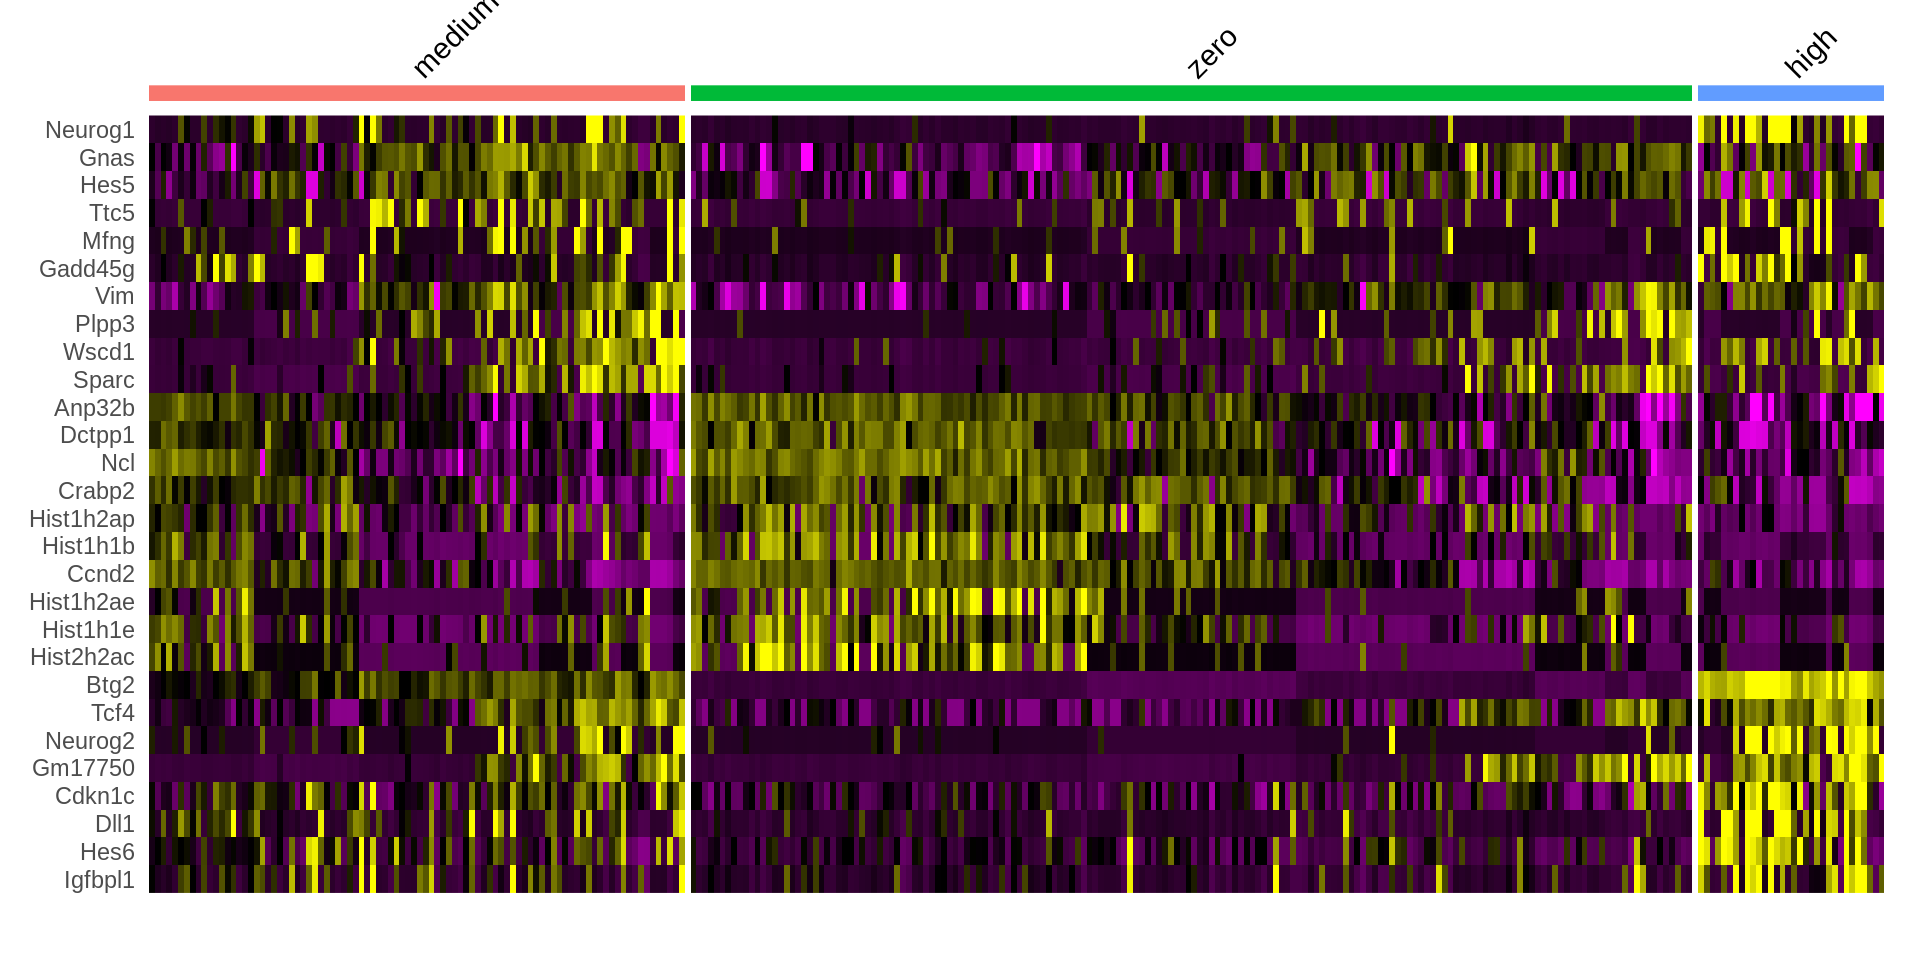 medium
zero
high
Neurog1
Gnas
Hes5
Ttc5
Mfng
Gadd45g
Vim
Plpp3
Wscd1
Sparc
Anp32b
Dctpp1
Ncl
Crabp2
Hist1h2ap
Hist1h1b
Ccnd2
Hist1h2ae
Hist1h1e
Hist2h2ac
Btg2
Tcf4
Neurog2
Gm17750
Cdkn1c
Dll1
Hes6
Igfbpl1